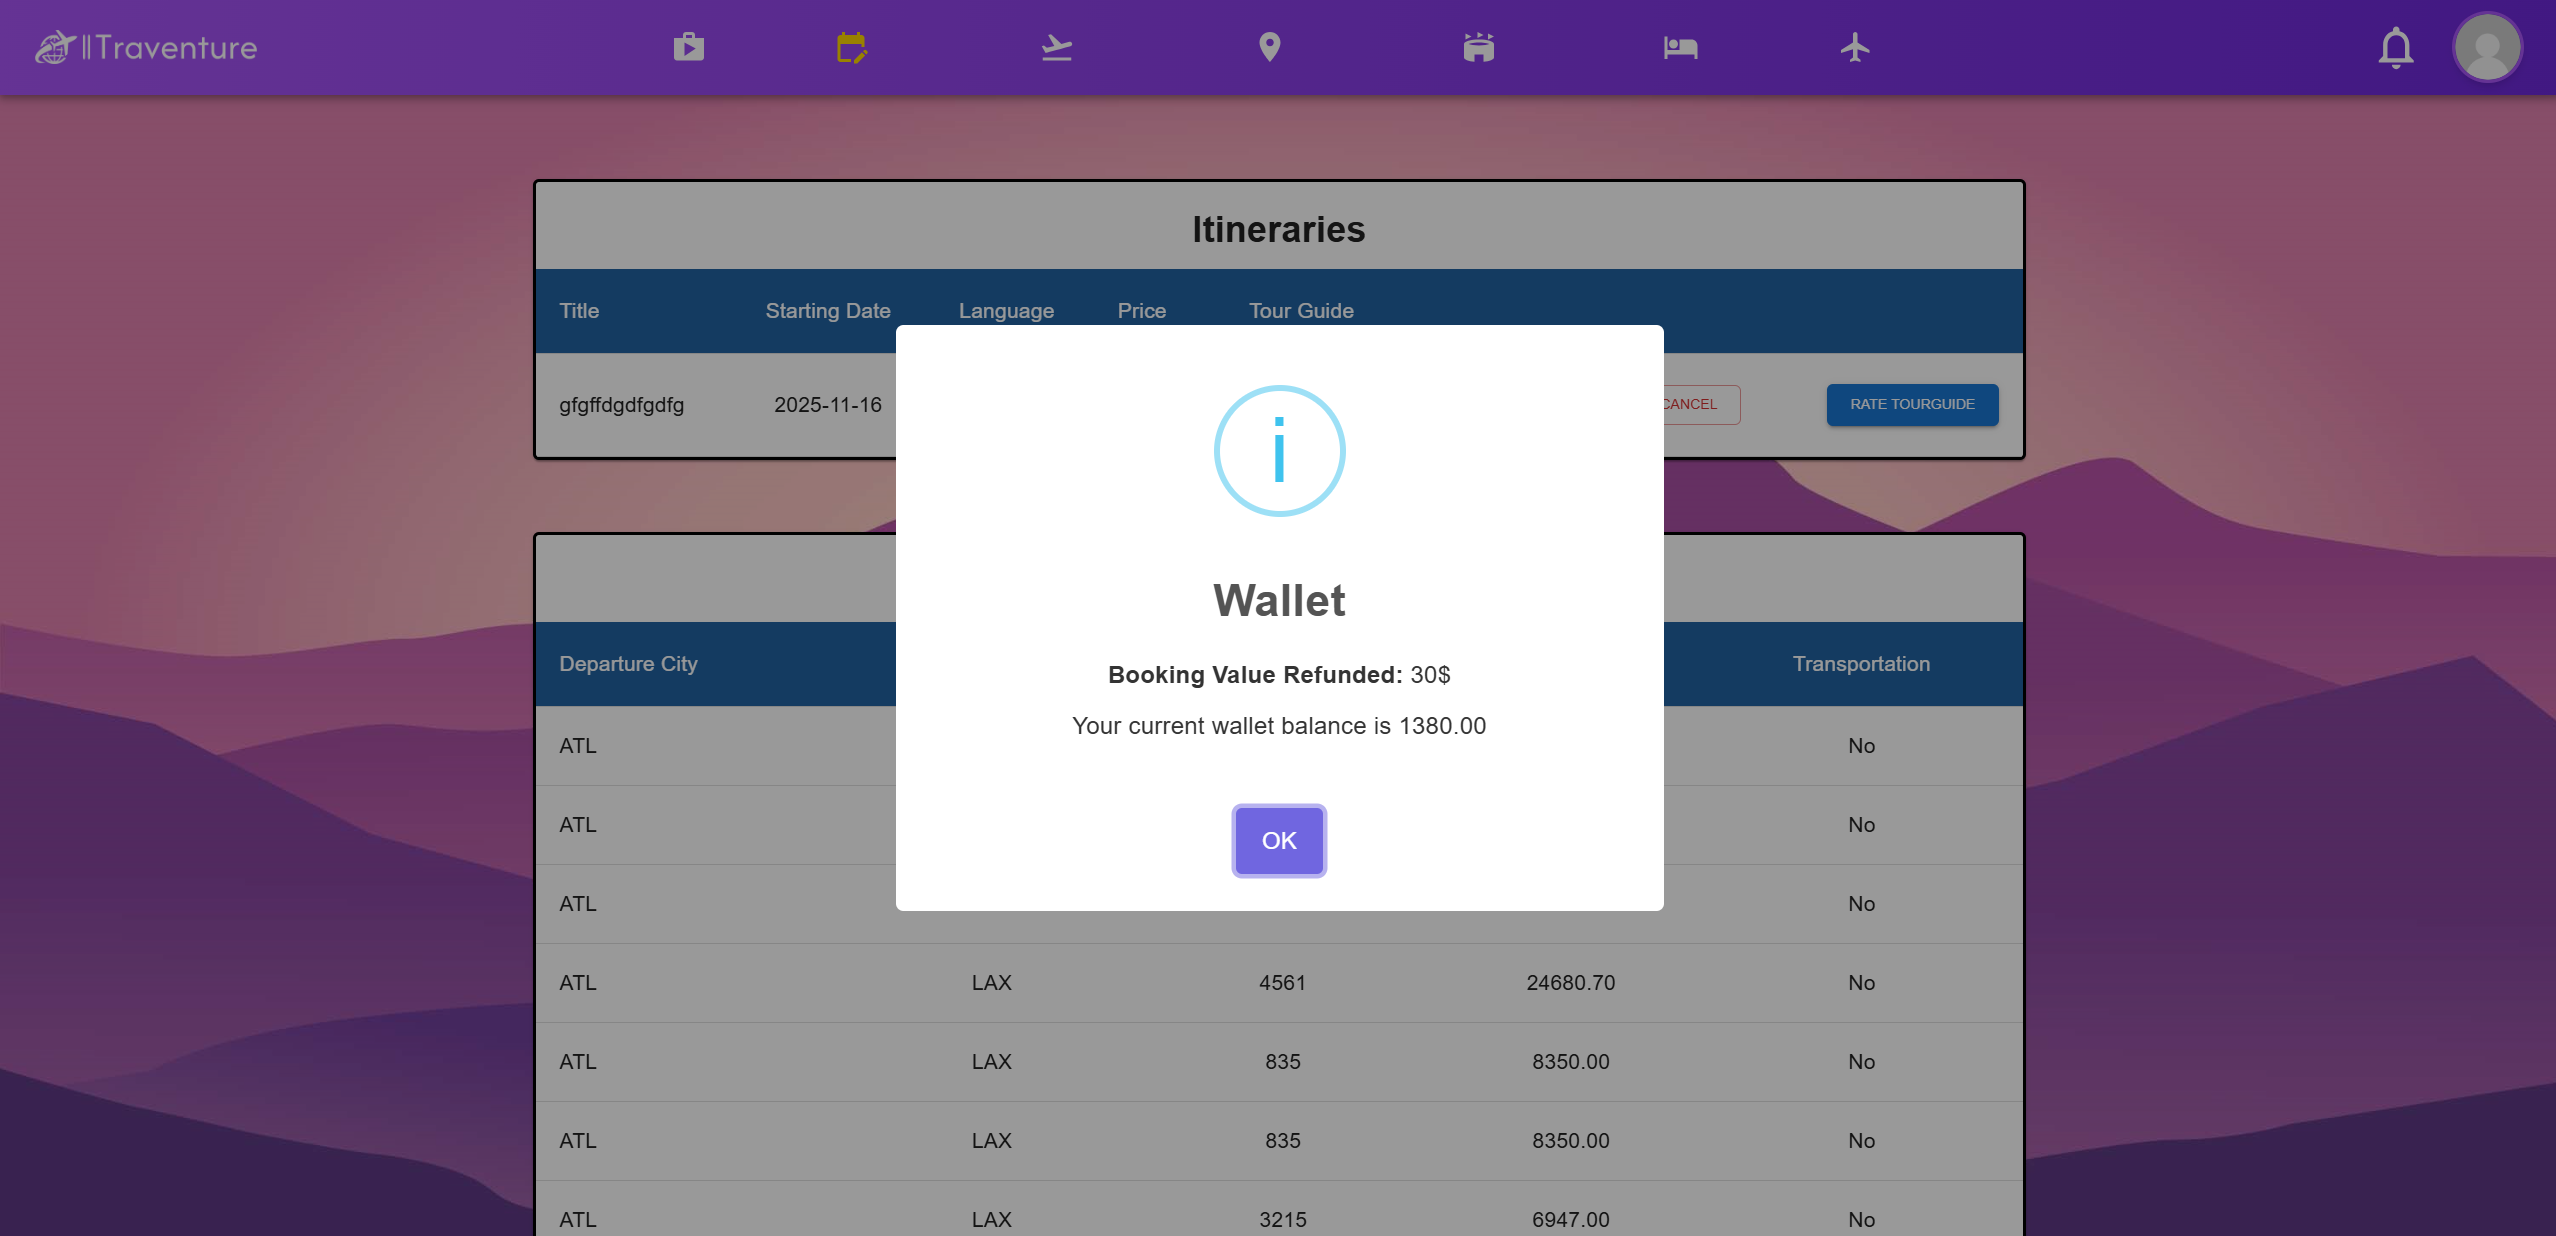 Traventure
Itineraries
Title Starting Date Language Price Tour Guide
gfgffdgdfgdfg 2025-11-16 CANCEL RATE TOURGUIDE
i
Wallet
Booking Value Refunded: 30$
Your current wallet balance is 1380.00
OK
Departure City Transportation
ATL No
ATL No
ATL No
ATL LAX 4561 24680.70 No
ATL LAX 835 8350.00 No
ATL LAX 835 8350.00 No
ATL LAX 3215 6947.00 No